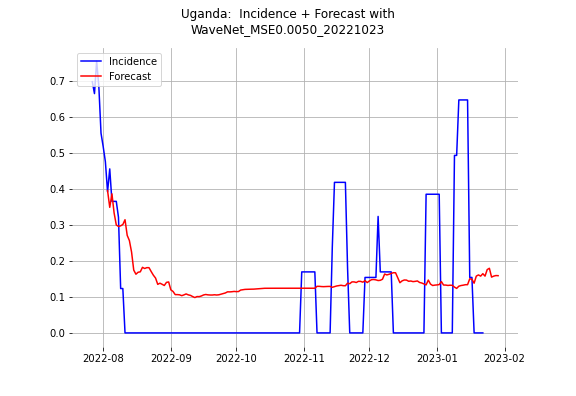 Uganda:  Incidence + Forecast with
WaveNet_MSE0.0050_20221023
Incidence
Forecast
0.7
0.6
0.5
0.4
0.3
0.2
0.1
0.0
2022-08 2022-09 2022-10 2022-11 2022-12 2023-01 2023-02